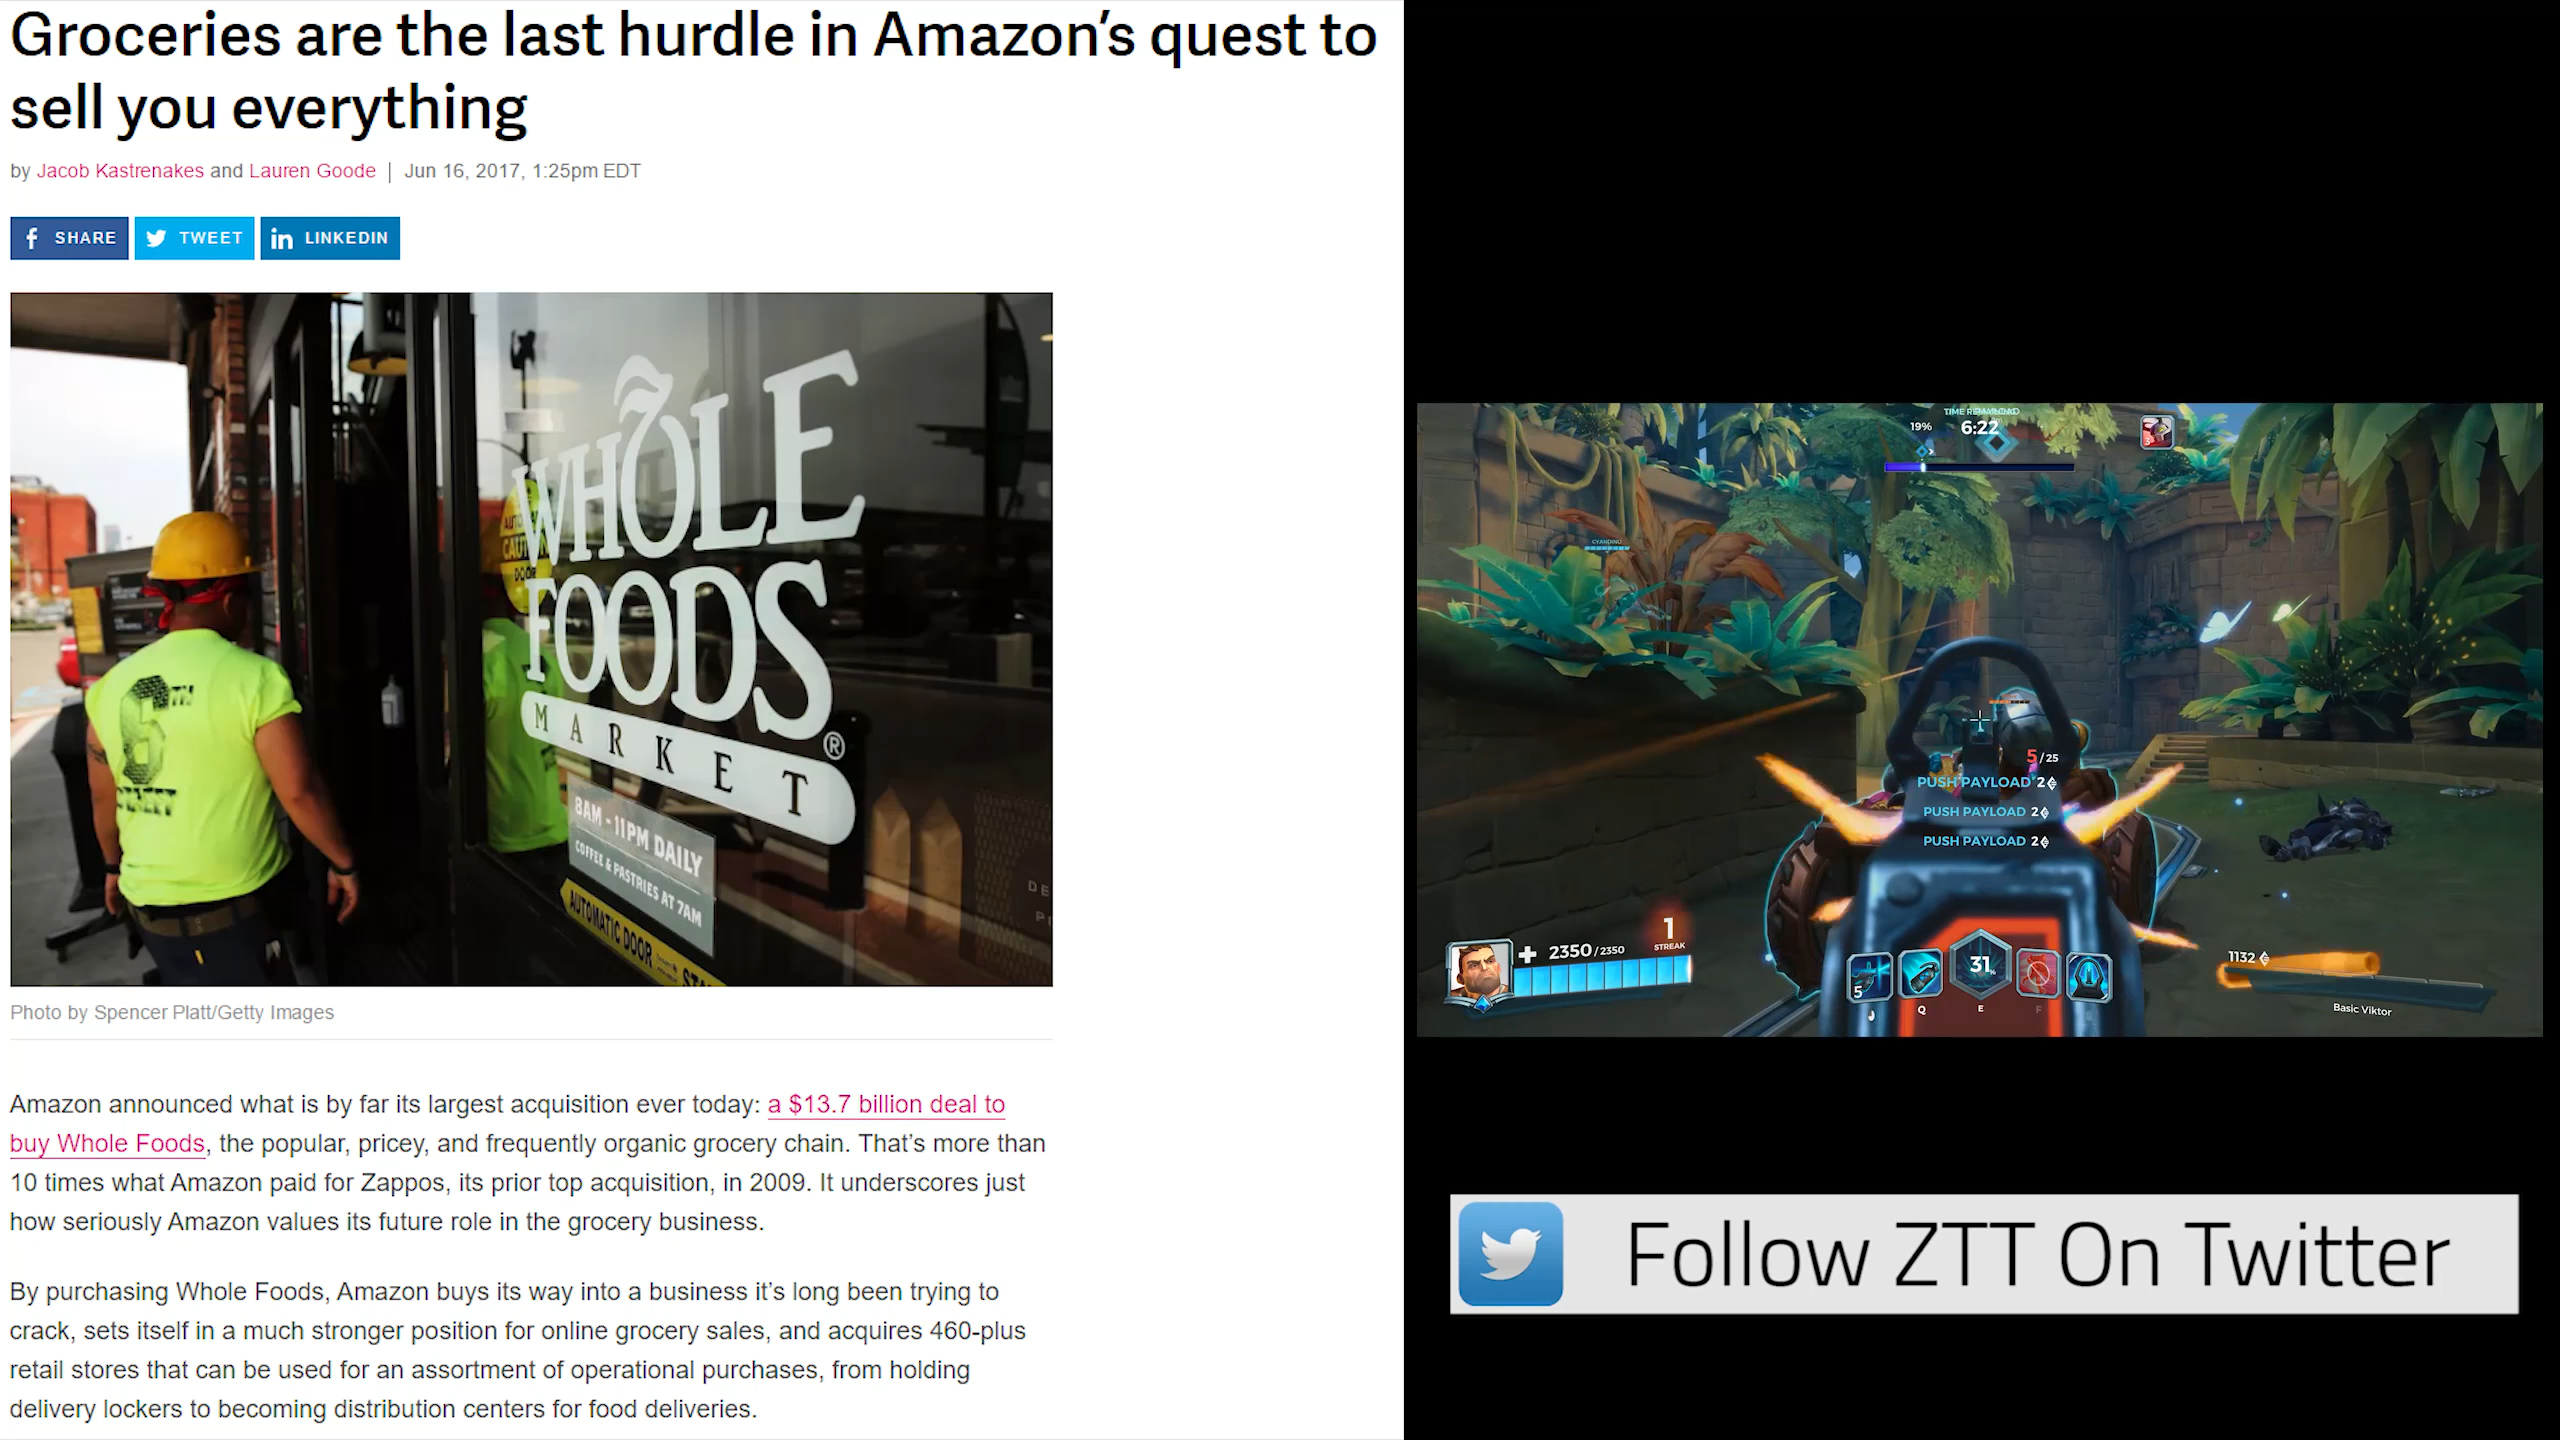 Groceries are the last hurdle in Amazon’s quest to
sell you everything
by Jacob Kastrenakes and Lauren Goode | Jun 16, 2017, 1:25pm EDT
SHARE
TWEET
LINKEDIN
WHOLE
FOODS
MARKET®
8AM - 11PM DAILY
COFFEE & PASTRIES AT 7AM
AUTOMATIC DOOR
6TH
STREET
Photo by Spencer Platt/Getty Images
Amazon announced what is by far its largest acquisition ever today: a $13.7 billion deal to
buy Whole Foods, the popular, pricey, and frequently organic grocery chain. That’s more than
10 times what Amazon paid for Zappos, its prior top acquisition, in 2009. It underscores just
how seriously Amazon values its future role in the grocery business.
By purchasing Whole Foods, Amazon buys its way into a business it’s long been trying to
crack, sets itself in a much stronger position for online grocery sales, and acquires 460-plus
retail stores that can be used for an assortment of operational purchases, from holding
delivery lockers to becoming distribution centers for food deliveries.
19%
6:22
CYANDINO
5/25
PUSH PAYLOAD 2
PUSH PAYLOAD 2
PUSH PAYLOAD 2
2350/2350
1
STREAK
5
31%
Q
E
F
1132
Basic Viktor
Follow ZTT On Twitter